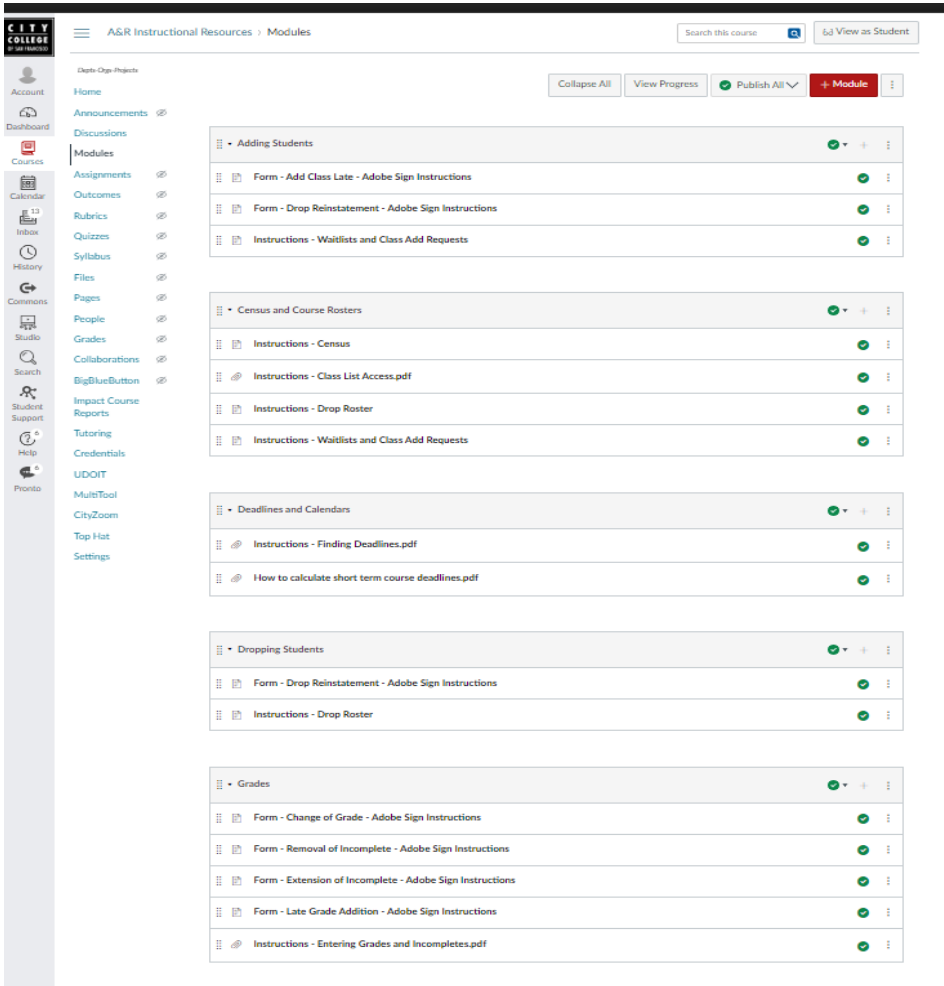 CITY
COLLEGE
OF SAN FRANCISCO
A&R Instructional Resources › Modules
Search this course
View as Student
Account
Dashboard
Courses
Calendar
13
Inbox
History
Commons
Studio
Search
Student
Support
6
Help
6
Pronto
Depts-Orgs-Projects
Home
Announcements
Discussions
Modules
Assignments
Outcomes
Rubrics
Quizzes
Syllabus
Files
Pages
People
Grades
Collaborations
BigBlueButton
Impact Course
Reports
Tutoring
Credentials
UDOIT
MultiTool
CityZoom
Top Hat
Settings
Collapse All
View Progress
Publish All
+ Module
Adding Students
Form - Add Class Late - Adobe Sign Instructions
Form - Drop Reinstatement - Adobe Sign Instructions
Instructions - Waitlists and Class Add Requests
Census and Course Rosters
Instructions - Census
Instructions - Class List Access.pdf
Instructions - Drop Roster
Instructions - Waitlists and Class Add Requests
Deadlines and Calendars
Instructions - Finding Deadlines.pdf
How to calculate short term course deadlines.pdf
Dropping Students
Form - Drop Reinstatement - Adobe Sign Instructions
Instructions - Drop Roster
Grades
Form - Change of Grade - Adobe Sign Instructions
Form - Removal of Incomplete - Adobe Sign Instructions
Form - Extension of Incomplete - Adobe Sign Instructions
Form - Late Grade Addition - Adobe Sign Instructions
Instructions - Entering Grades and Incompletes.pdf